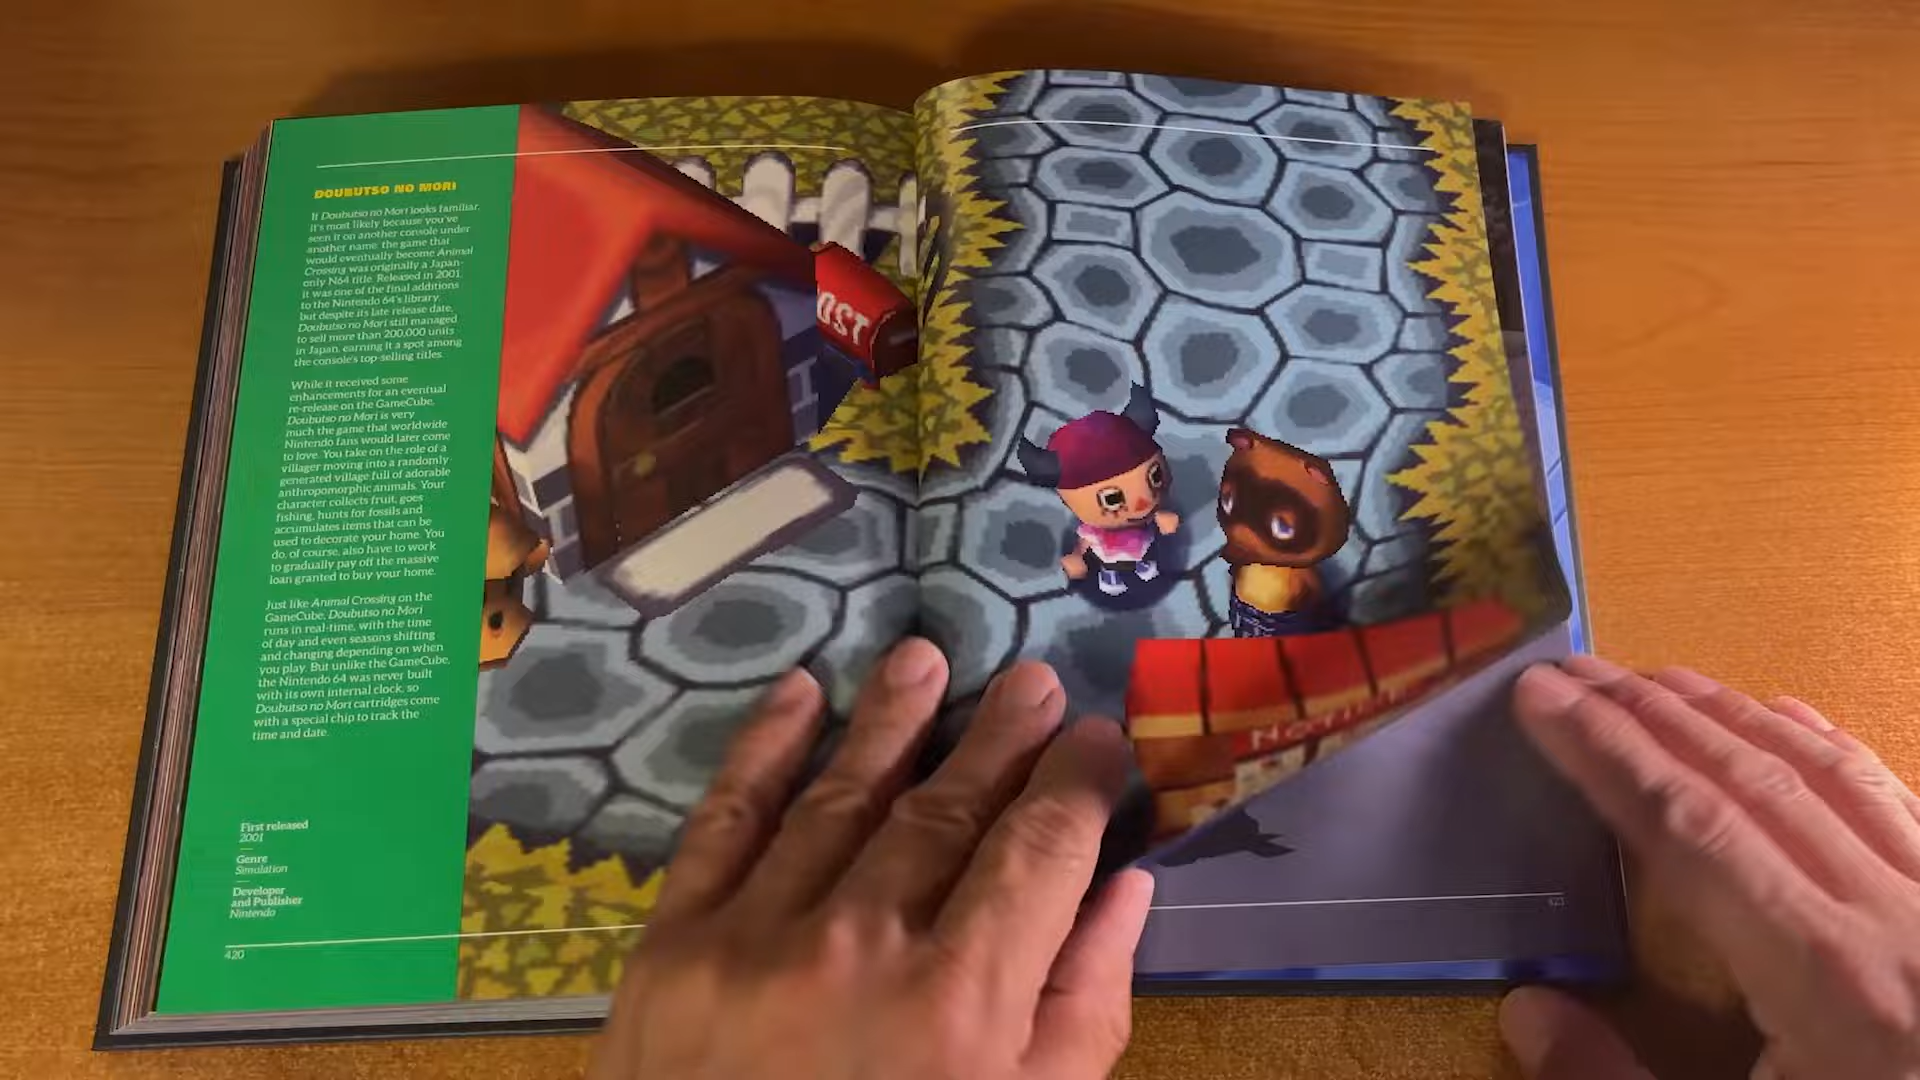 DOUBUTSO NO MORI
If Doubutso no Mori looks familiar,
it's most likely because you've
seen it on another console under
another name: the game that
would eventually become Animal
Crossing was originally a Japan-
only N64 title. Released in 2001,
it was one of the final additions
to the Nintendo 64's library,
but despite its late release date,
Doubutso no Mori still managed
to sell more than 200,000 units
in Japan, earning it a spot among
the console's top-selling titles.
While it received some
enhancements for an eventual
re-release on the GameCube,
Doubutso no Mori is very
much the game that worldwide
Nintendo fans would later come
to love. You take on the role of a
villager moving into a randomly
generated village full of adorable
anthropomorphic animals. Your
character collects fruit, goes
fishing, hunts for fossils and
accumulates items that can be
used to decorate your home. You
do, of course, also have to work
to gradually pay off the massive
loan granted to buy your home.
Just like Animal Crossing on the
GameCube, Doubutso no Mori
runs in real-time, with the time
of day and even seasons shifting
and changing depending on when
you play. But unlike the GameCube,
the Nintendo 64 was never built
with its own internal clock, so
Doubutso no Mori cartridges come
with a special chip to track the
time and date.
First released
2001
Genre
Simulation
Developer
and Publisher
Nintendo
420
OST
423